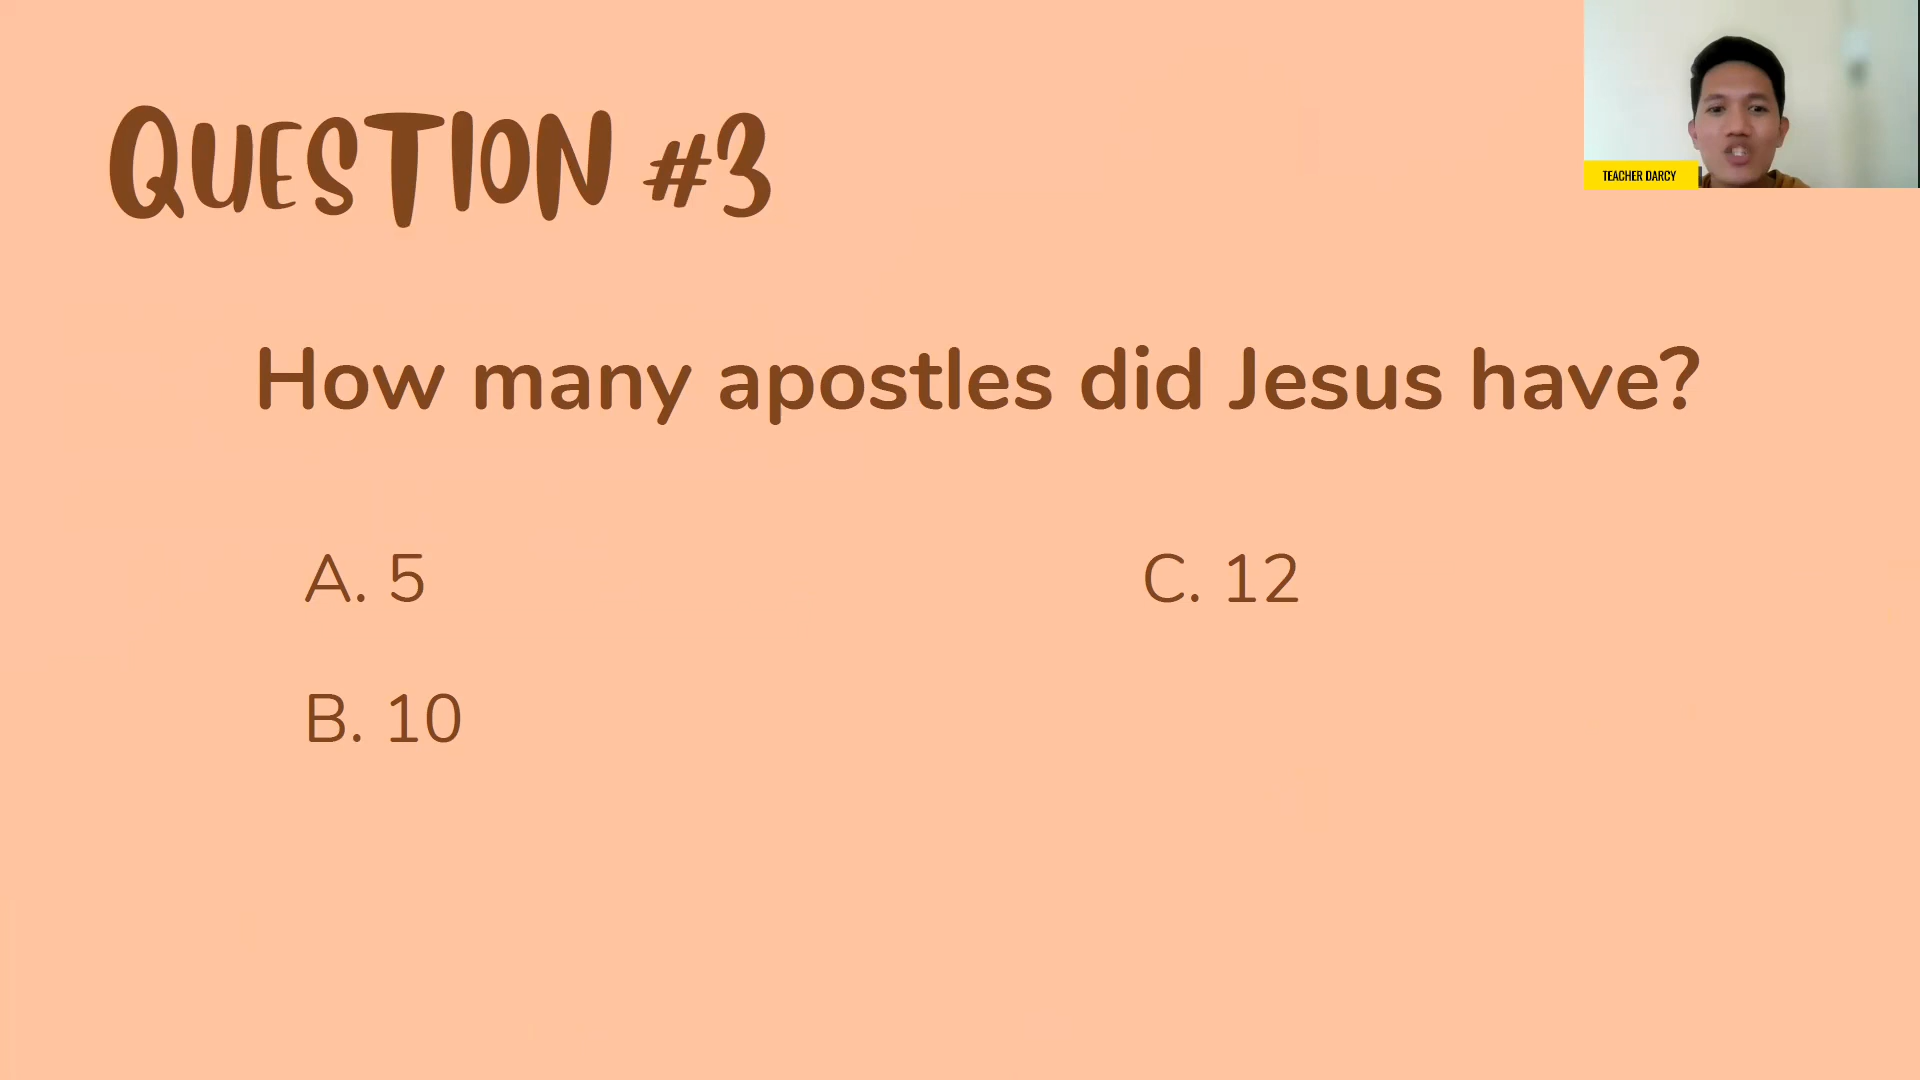 QUESTION #3
TEACHER DARCY
How many apostles did Jesus have?
A. 5
B. 10
C. 12